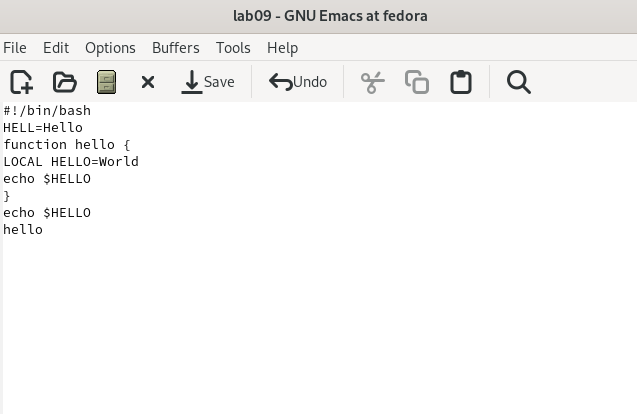 lab09 - GNU Emacs at fedora
File Edit Options Buffers Tools Help
Save Undo
#!/bin/bash
HELL=Hello
function hello {
LOCAL HELLO=World
echo $HELLO
}
echo $HELLO
hello